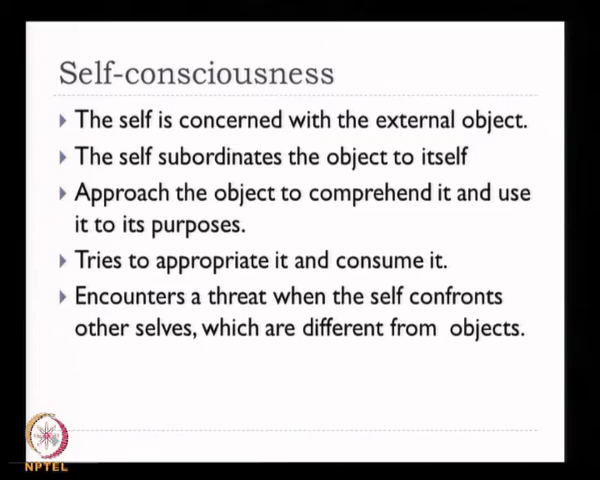 Self-consciousness
The self is concerned with the external object.
The self subordinates the object to itself
Approach the object to comprehend it and use
it to its purposes.
Tries to appropriate it and consume it.
Encounters a threat when the self confronts
other selves, which are different from objects.
NPTEL